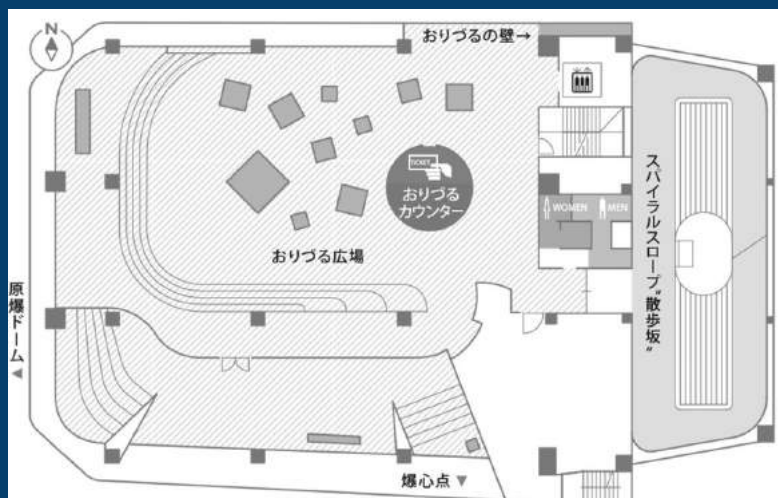 N
おりづるの壁→
TICKET
おりづる
カウンター
WOMEN
MEN
おりづる広場
スパイラルスロープ“散歩坂”
原爆ドーム◀
爆心点▼